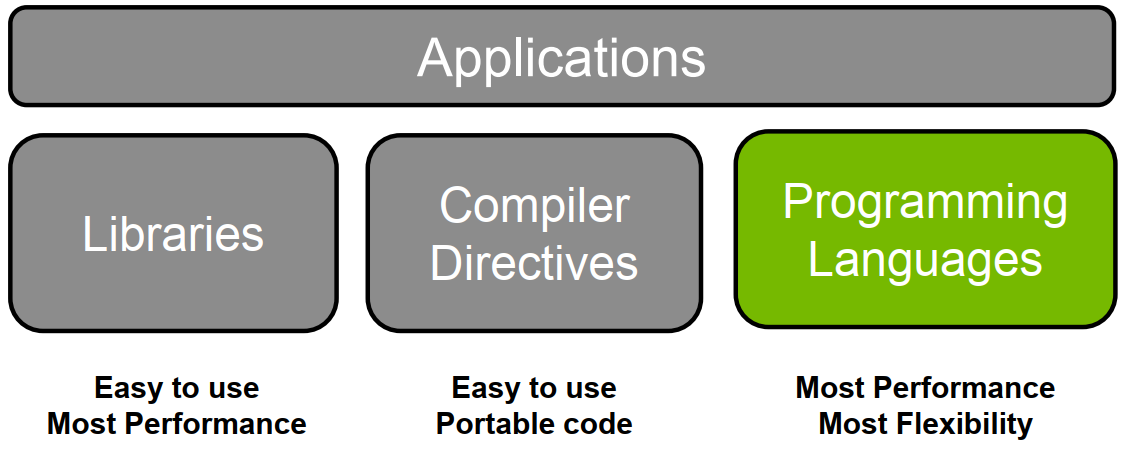 Applications
Libraries
Compiler
Directives
Programming
Languages
Easy to use
Most Performance
Easy to use
Portable code
Most Performance
Most Flexibility